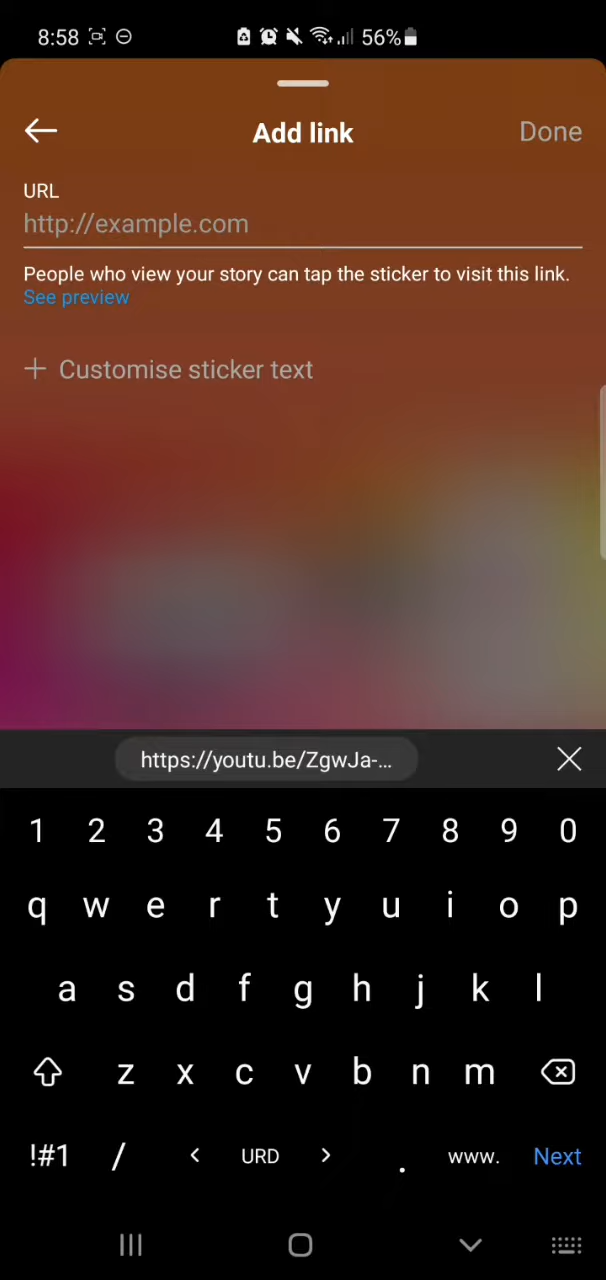 8:58 56%
Add link Done
URL
http://example.com
People who view your story can tap the sticker to visit this link.
See preview
+ Customise sticker text
https://youtu.be/ZgwJa-...
1 2 3 4 5 6 7 8 9 0
q w e r t y u i o p
a s d f g h j k l
z x c v b n m
!#1 / < URD > . www. Next